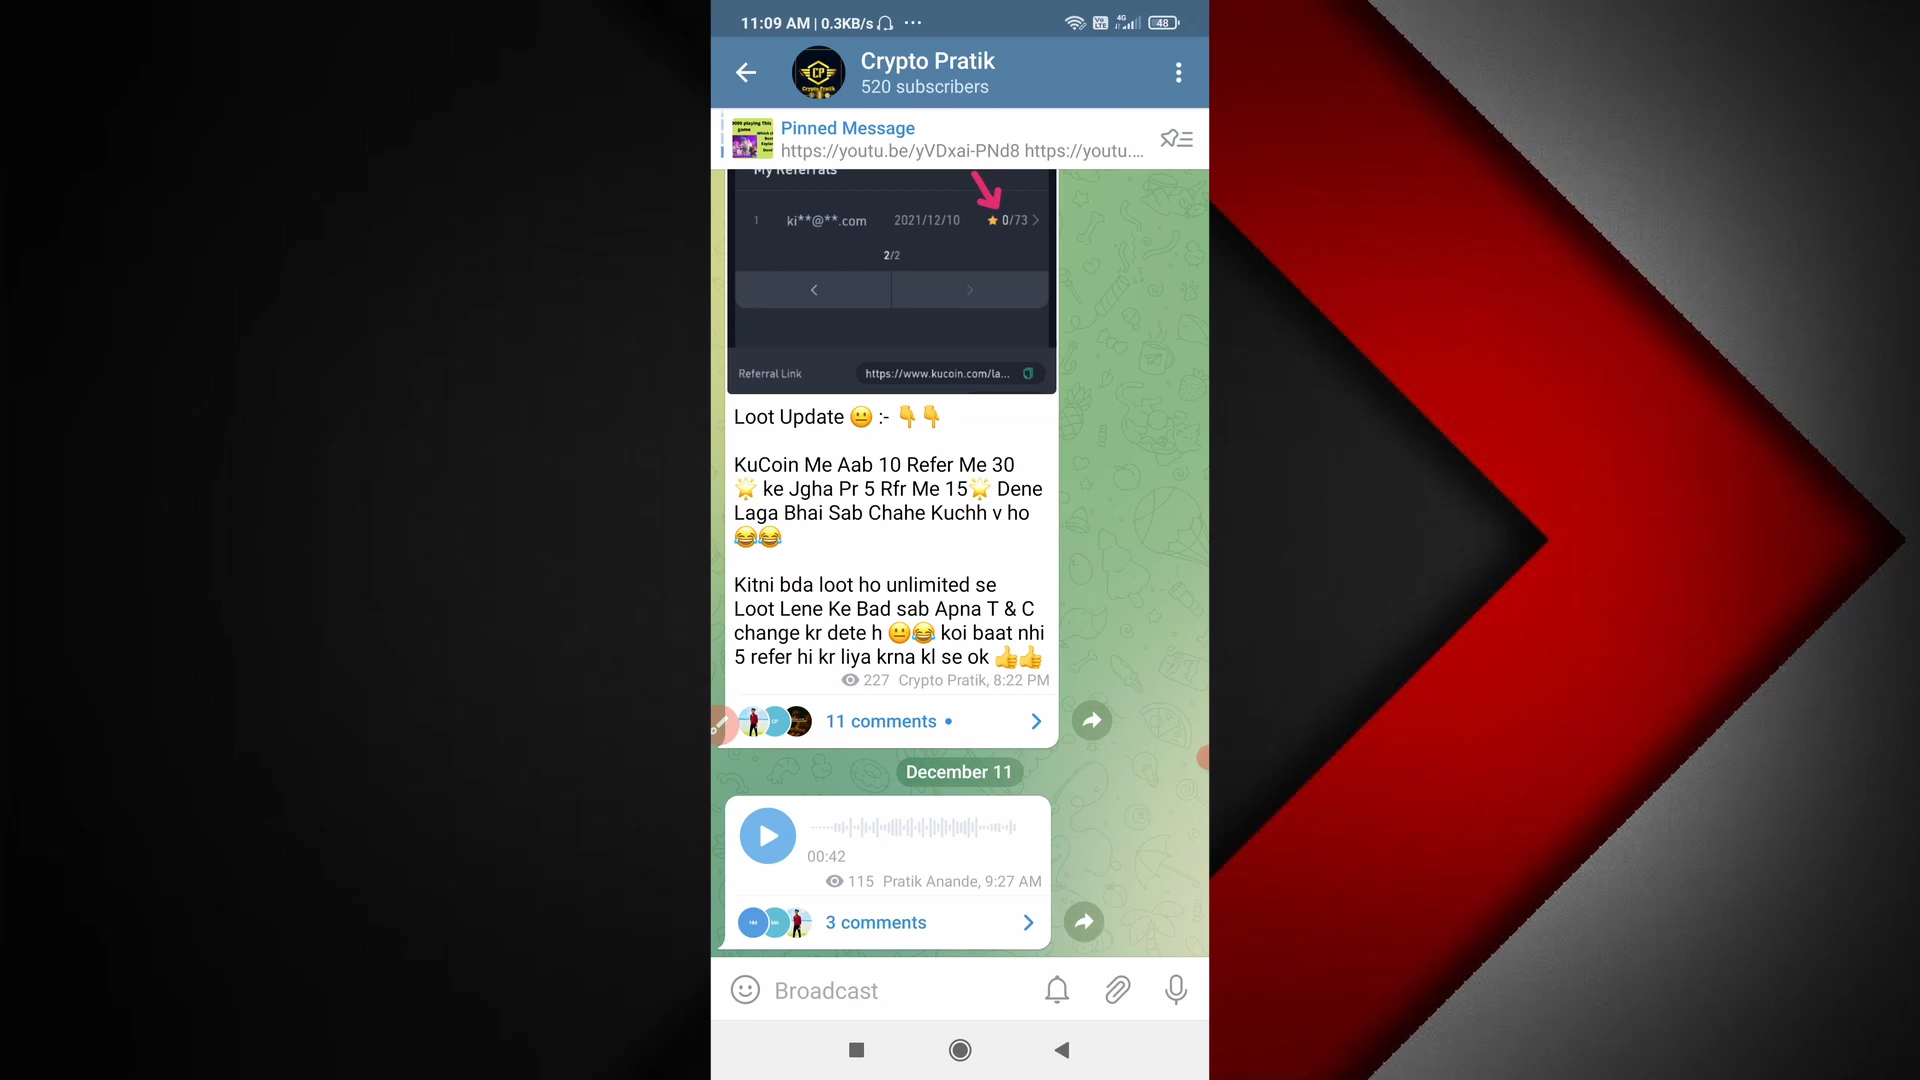 11:09 AM | 0.3KB/s
48
Crypto Pratik
520 subscribers
Pinned Message
https://youtu.be/yVDxai-PNd8 https://youtu....
My Referrals
1 ki**@**.com 2021/12/10 0/73
2/2
Referral Link https://www.kucoin.com/la...
Loot Update 😐 :- 👇👇
KuCoin Me Aab 10 Refer Me 30
🌟 ke Jgha Pr 5 Rfr Me 15🌟 Dene
Laga Bhai Sab Chahe Kuchh v ho
😂😂
Kitni bda loot ho unlimited se
Loot Lene Ke Bad sab Apna T & C
change kr dete h 😐😂 koi baat nhi
5 refer hi kr liya krna kl se ok 👍👍
227 Crypto Pratik, 8:22 PM
11 comments
December 11
00:42
115 Pratik Anande, 9:27 AM
3 comments
Broadcast